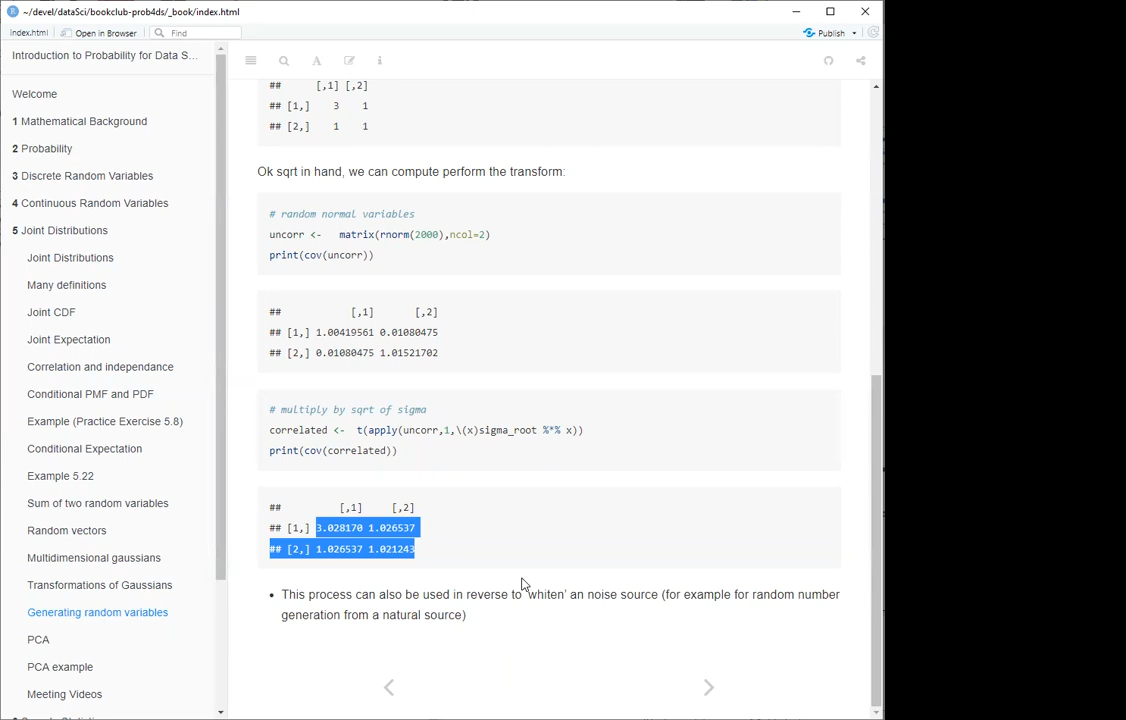 ~/devel/dataSci/bookclub-prob4ds/_book/index.html
index.html Open in Browser Find Publish
Introduction to Probability for Data S...
Welcome
1 Mathematical Background
2 Probability
3 Discrete Random Variables
4 Continuous Random Variables
5 Joint Distributions
Joint Distributions
Many definitions
Joint CDF
Joint Expectation
Correlation and independance
Conditional PMF and PDF
Example (Practice Exercise 5.8)
Conditional Expectation
Example 5.22
Sum of two random variables
Random vectors
Multidimensional gaussians
Transformations of Gaussians
Generating random variables
PCA
PCA example
Meeting Videos
## [,1] [,2]
## [1,] 3 1
## [2,] 1 1
Ok sqrt in hand, we can compute perform the transform:
# random normal variables
uncorr <- matrix(rnorm(2000),ncol=2)
print(cov(uncorr))
## [,1] [,2]
## [1,] 1.00419561 0.01080475
## [2,] 0.01080475 1.01521702
# multiply by sqrt of sigma
correlated <- t(apply(uncorr,1,\(x)sigma_root %*% x))
print(cov(correlated))
## [,1] [,2]
## [1,] 3.028170 1.026537
## [2,] 1.026537 1.021243
• This process can also be used in reverse to 'whiten' an noise source (for example for random number
generation from a natural source)